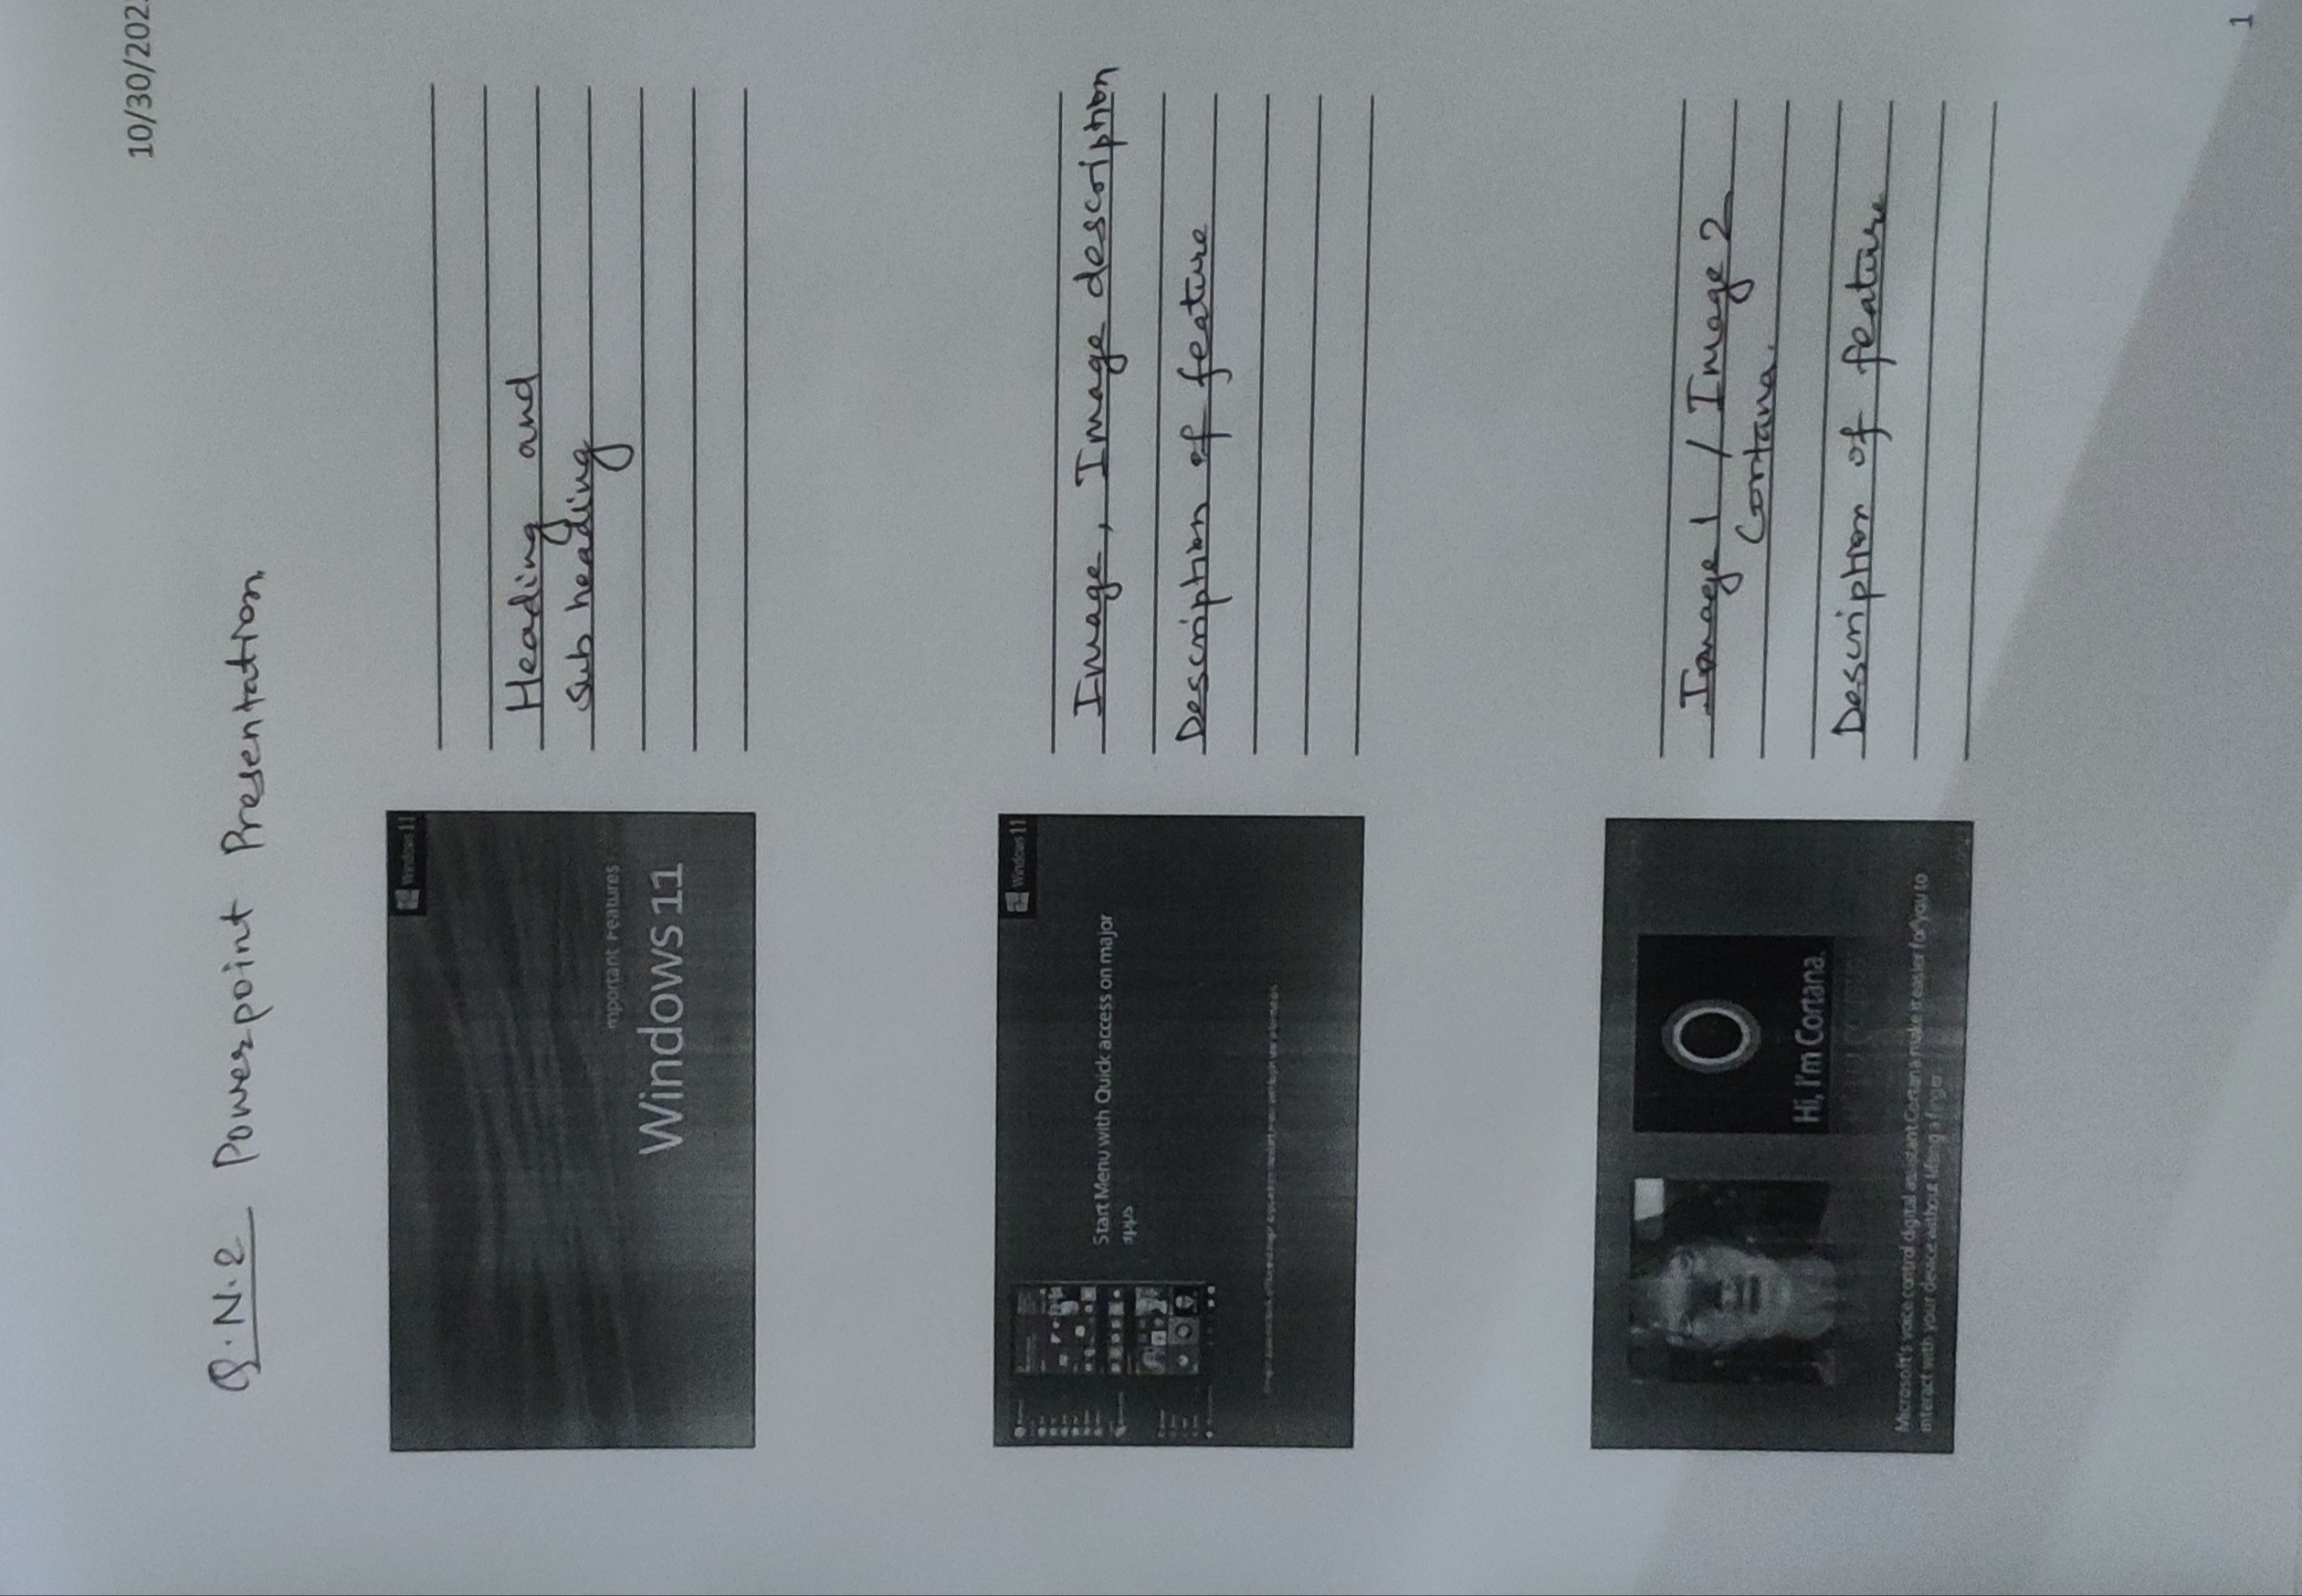 10/30/202
Q.N.2 Powerpoint Presentation
Windows 11
mportant Features
Windows 11
Heading and
sub heading
Windows 11
Start Menu with Quick access on major
apps
Image, Image description
Description of feature
Hi, I'm Cortana.
Microsoft's voice control digital assistant Cortana make it easier for you to
interact with your device without lifting a finger.
Image 1 / Image 2
Cortana.
Description of feature
1